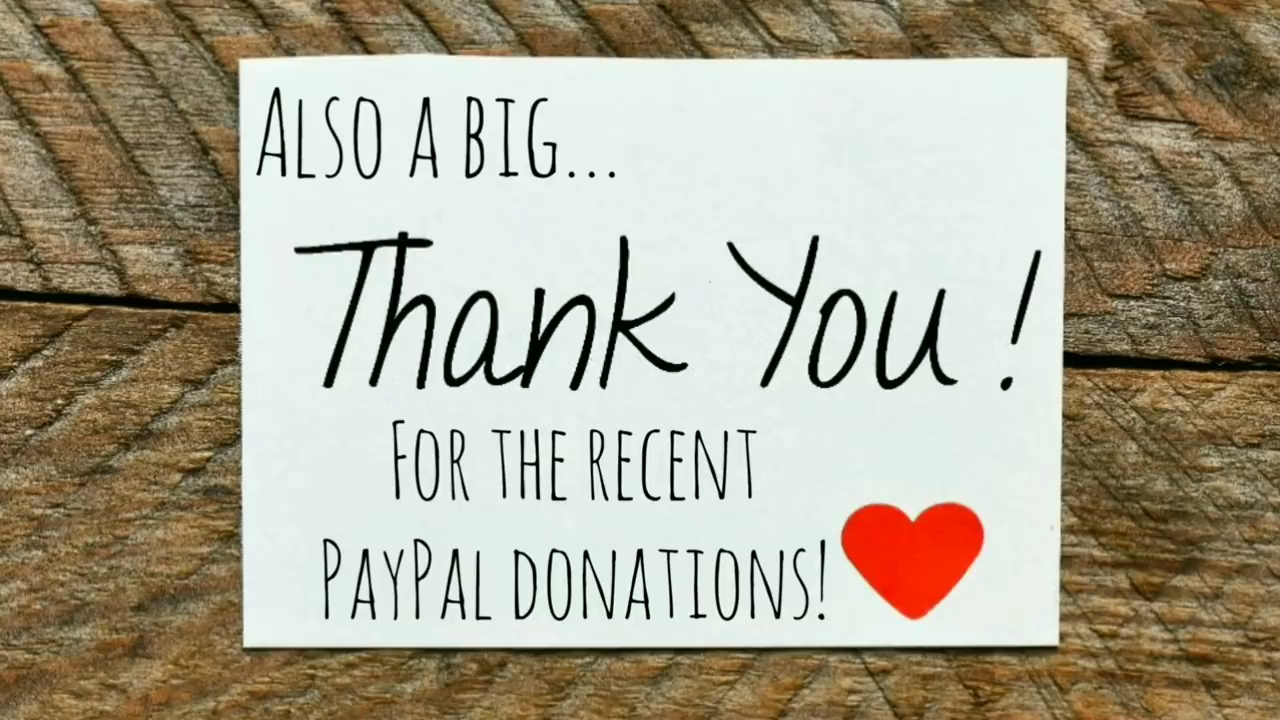 Also a big...
Thank You!
For the recent
PayPal donations!